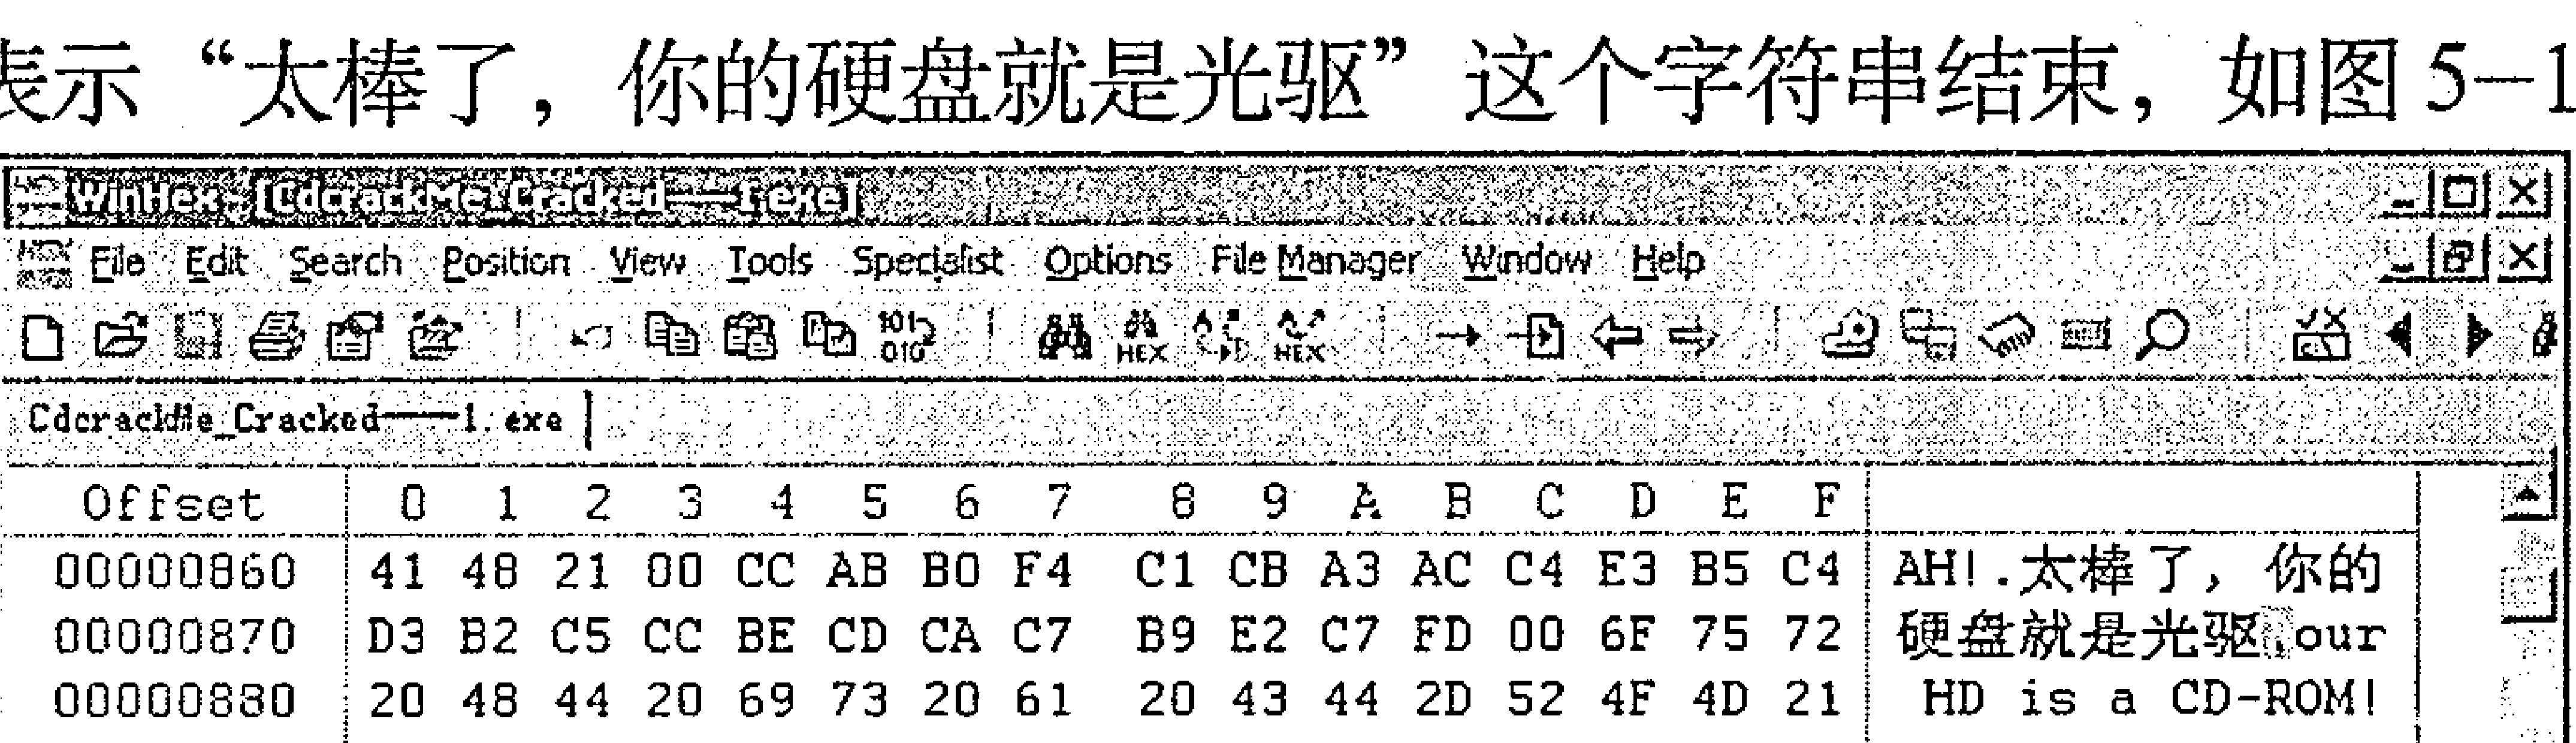 表示“太棒了，你的硬盘就是光驱”这个字符串结束，如图 5-1
WinHex - [CdcrackMe_Cracked——1.exe]
File Edit Search Position View Tools Specialist Options File Manager Window Help
Cdcrackme_Cracked——1.exe
Offset 0 1 2 3 4 5 6 7 8 9 A B C D E F
00000860 41 48 21 00 CC AB B0 F4 C1 CB A3 AC C4 E3 B5 C4 AH!.太棒了，你的
00000870 D3 B2 C5 CC BE CD CA C7 B9 E2 C7 FD 00 6F 75 72 硬盘就是光驱.our
00000880 20 48 44 20 69 73 20 61 20 43 44 2D 52 4F 4D 21 HD is a CD-ROM!